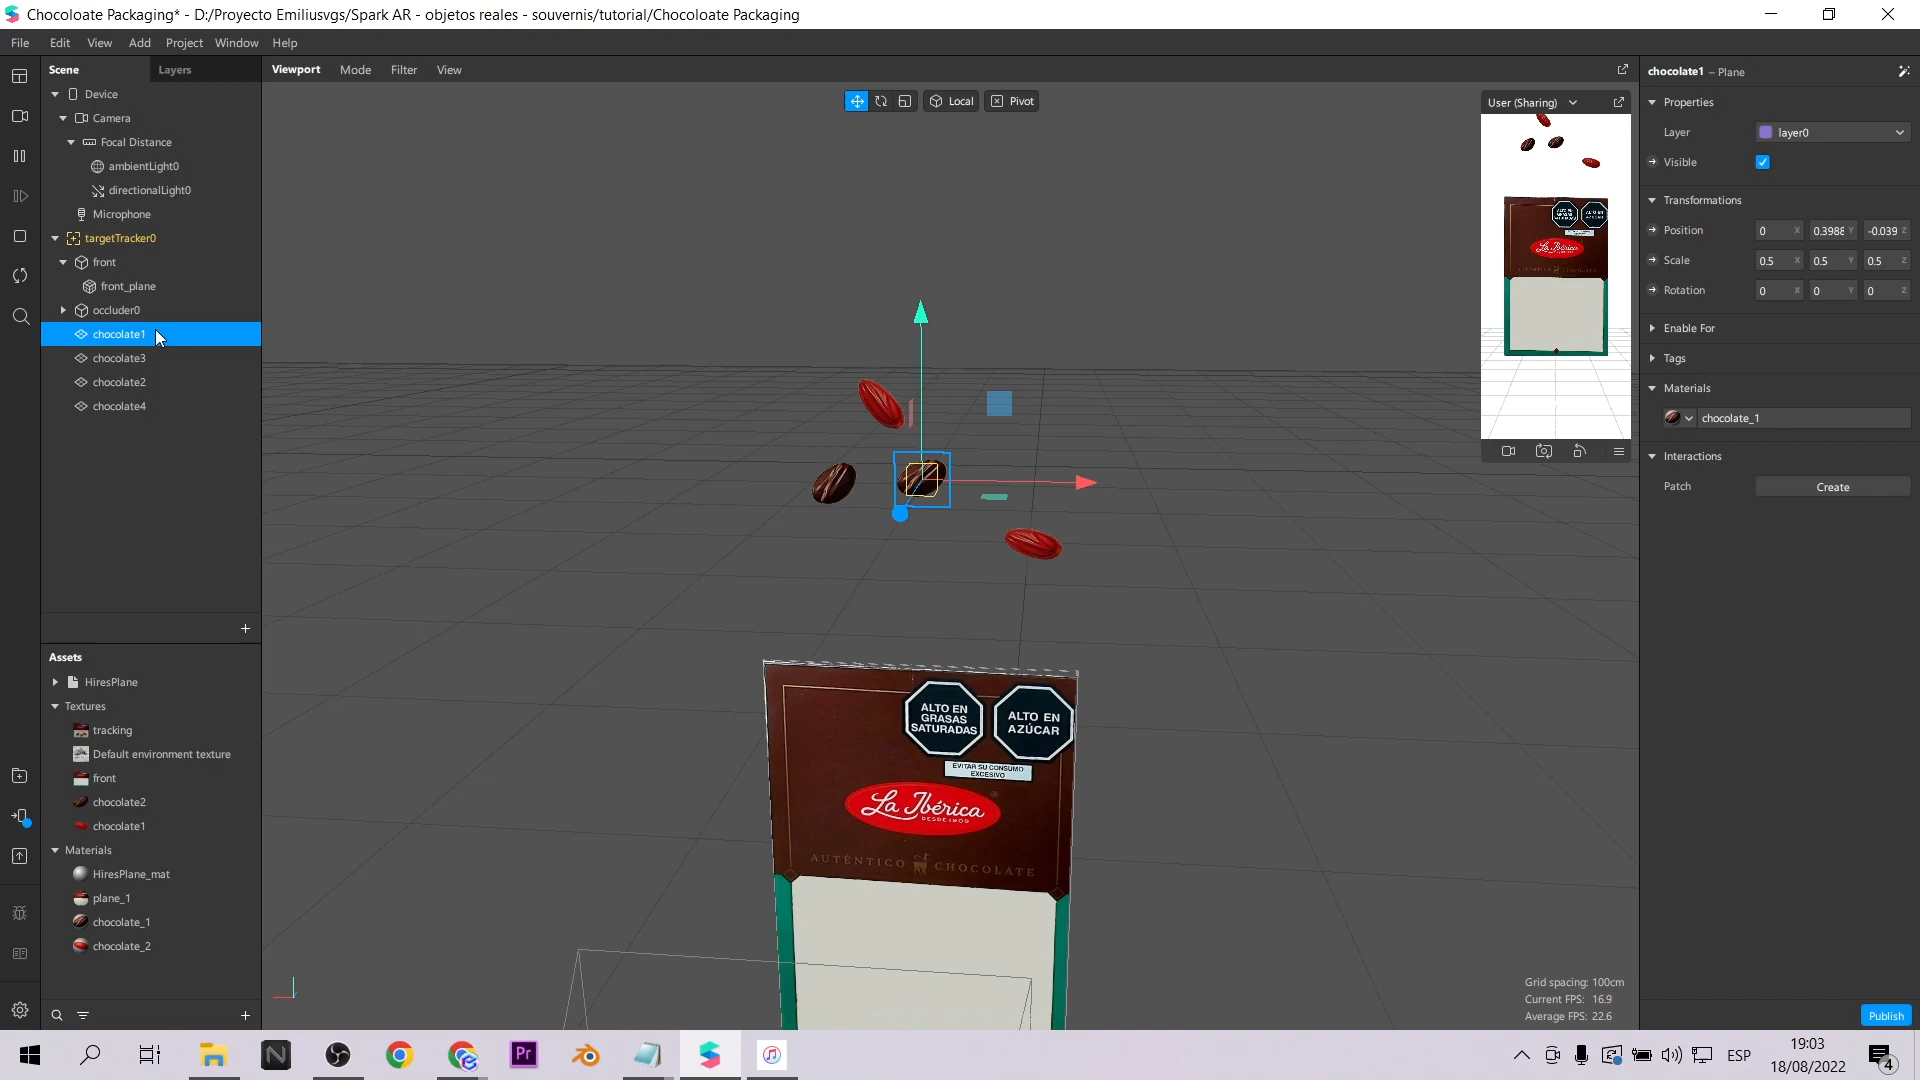 Chocoloate Packaging* - D:/Proyecto Emiliusvgs/Spark AR - objetos reales - souvernis/tutorial/Chocoloate Packaging
File Edit View Add Project Window Help
Scene Layers
Device
Camera
Focal Distance
ambientLight0
directionalLight0
Microphone
targetTracker0
front
front_plane
occluder0
chocolate1
chocolate3
chocolate2
chocolate4
+
Assets
HiresPlane
Textures
tracking
Default environment texture
front
chocolate2
chocolate1
Materials
HiresPlane_mat
plane_1
chocolate_1
chocolate_2
+
Viewport Mode Filter View
Local Pivot
User (Sharing)
ALTO EN
GRASAS
SATURADAS
ALTO EN
AZÚCAR
EVITAR SU CONSUMO
EXCESIVO
La Ibérica
DESDE 1909
AUTÉNTICO CHOCOLATE
Grid spacing: 100cm
Current FPS: 16.9
Average FPS: 22.6
chocolate1 – Plane
Properties
Layer layer0
Visible
Transformations
Position 0 X 0.3988 Y -0.039 Z
Scale 0.5 X 0.5 Y 0.5 Z
Rotation 0 X 0 Y 0 Z
Enable For
Tags
Materials
chocolate_1
Interactions
Patch Create
Publish
N Pr ESP
19:03
18/08/2022
4